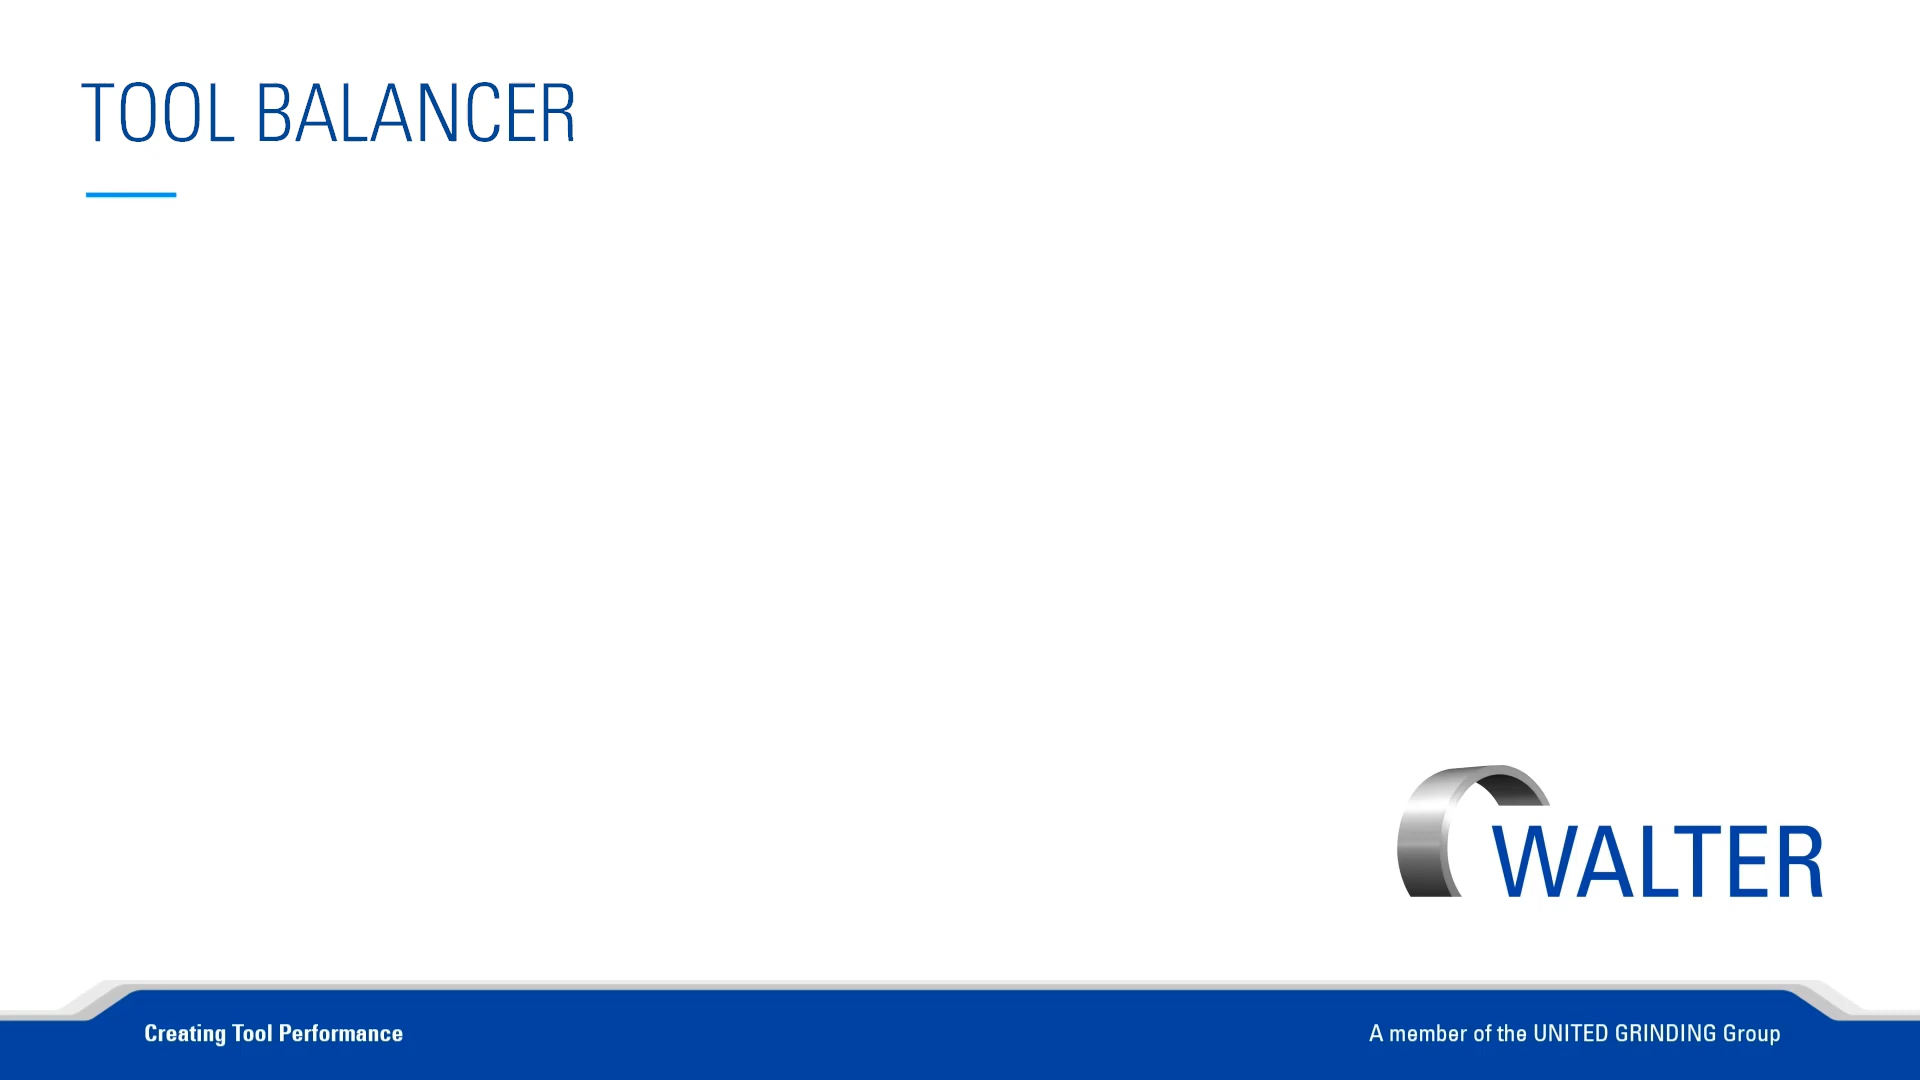 TOOL BALANCER
WALTER
Creating Tool Performance
A member of the UNITED GRINDING Group